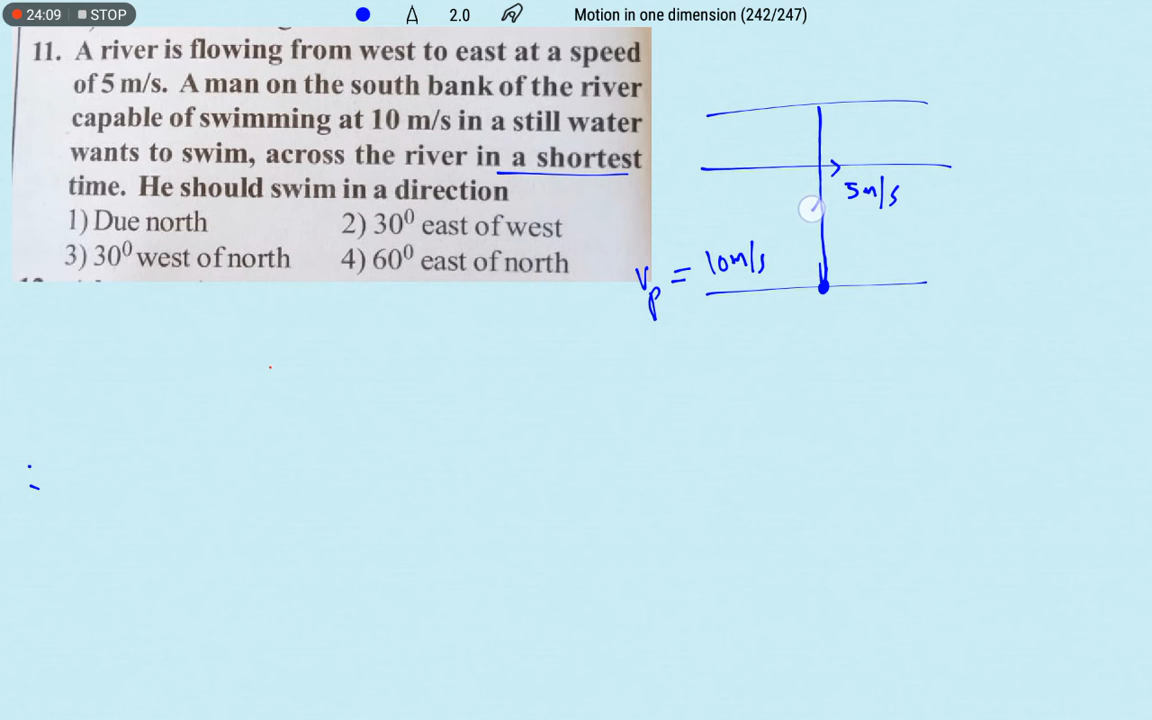 24:09 STOP 2.0 Motion in one dimension (242/247)
11. A river is flowing from west to east at a speed
of 5 m/s. A man on the south bank of the river
capable of swimming at 10 m/s in a still water
wants to swim, across the river in a shortest
time. He should swim in a direction
1) Due north 2) 30⁰ east of west
3) 30⁰ west of north 4) 60⁰ east of north
5m/s
Vp = 10m/s